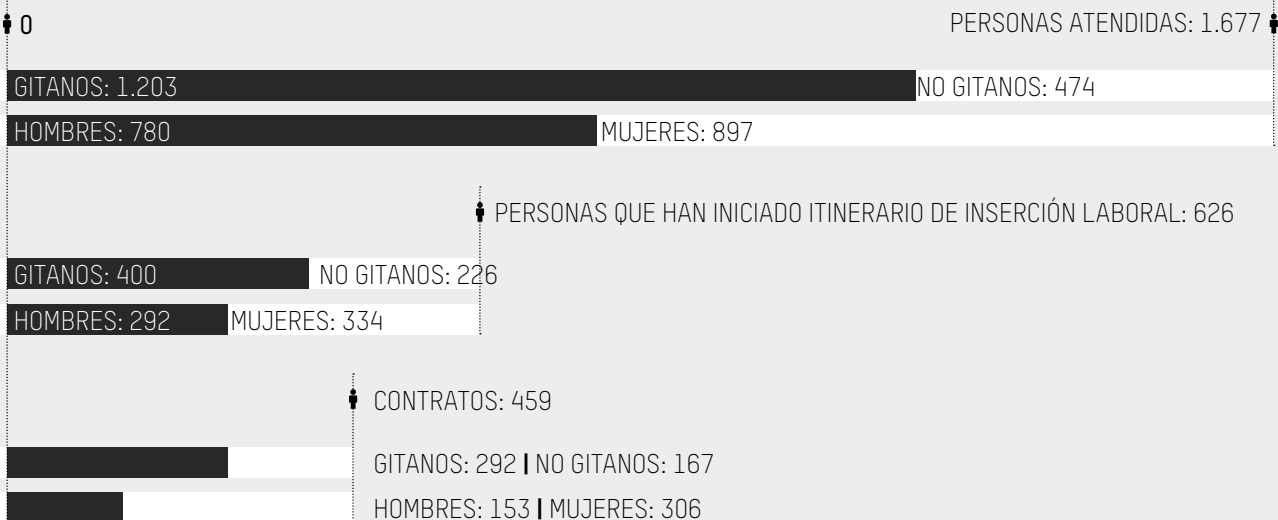 0 PERSONAS ATENDIDAS: 1.677
GITANOS: 1.203 NO GITANOS: 474
HOMBRES: 780 MUJERES: 897
PERSONAS QUE HAN INICIADO ITINERARIO DE INSERCIÓN LABORAL: 626
GITANOS: 400 NO GITANOS: 226
HOMBRES: 292 MUJERES: 334
CONTRATOS: 459
GITANOS: 292 | NO GITANOS: 167
HOMBRES: 153 | MUJERES: 306